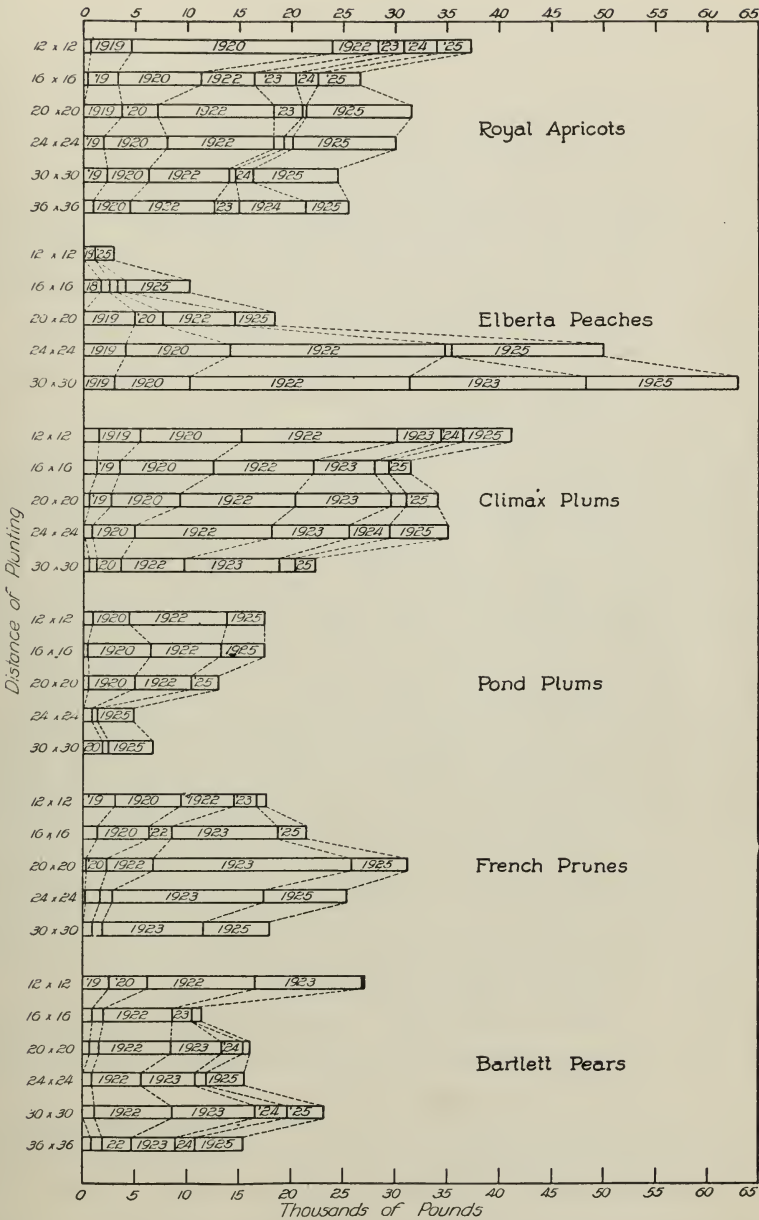 0 5 10 15 20 25 30 35 40 45 50 55 60 65
12 x 12 1919 1920 1922 '23 '24 '25
16 x 16 '19 1920 1922 '23 '24 '25
20 x 20 1919 '20 1922 '23 1925
Royal Apricots
24 x 24 '19 1920 1922 1925
30 x 30 '19 1920 1922 24 1925
36 x 36 1920 1922 '23 1924 1925
12 x 12 19 25
16 x 16 18 1925
20 x 20 1919 '20 1922 1925
Elberta Peaches
24 x 24 1919 1920 1922 1925
30 x 30 1919 1920 1922 1923 1925
12 x 12 1919 1920 1922 1923 '24 1925
16 x 16 '19 1920 1922 1923 '25
20 x 20 '19 1920 1922 1923 '25
Climax Plums
24 x 24 1920 1922 1923 1924 1925
30 x 30 '20 1922 1923 25
Distance of Planting
12 x 12 1920 1922 1925
16 x 16 1920 1922 1925
20 x 20 1920 1922 '25
Pond Plums
24 x 24 1925
30 x 30 20 1925
12 x 12 '19 1920 1922 '23
16 x 16 1920 '22 1923 '25
20 x 20 '20 1922 1923 1925
French Prunes
24 x 24 1923 1925
30 x 30 1923 1925
12 x 12 '19 '20 1922 1923
16 x 16 1922 23
20 x 20 1922 1923 '24
Bartlett Pears
24 x 24 1922 1923 1925
30 x 30 1922 1923 '24 '25
36 x 36 22 1923 24 1925
0 5 10 15 20 25 30 35 40 45 50 55 60 65
Thousands of Pounds